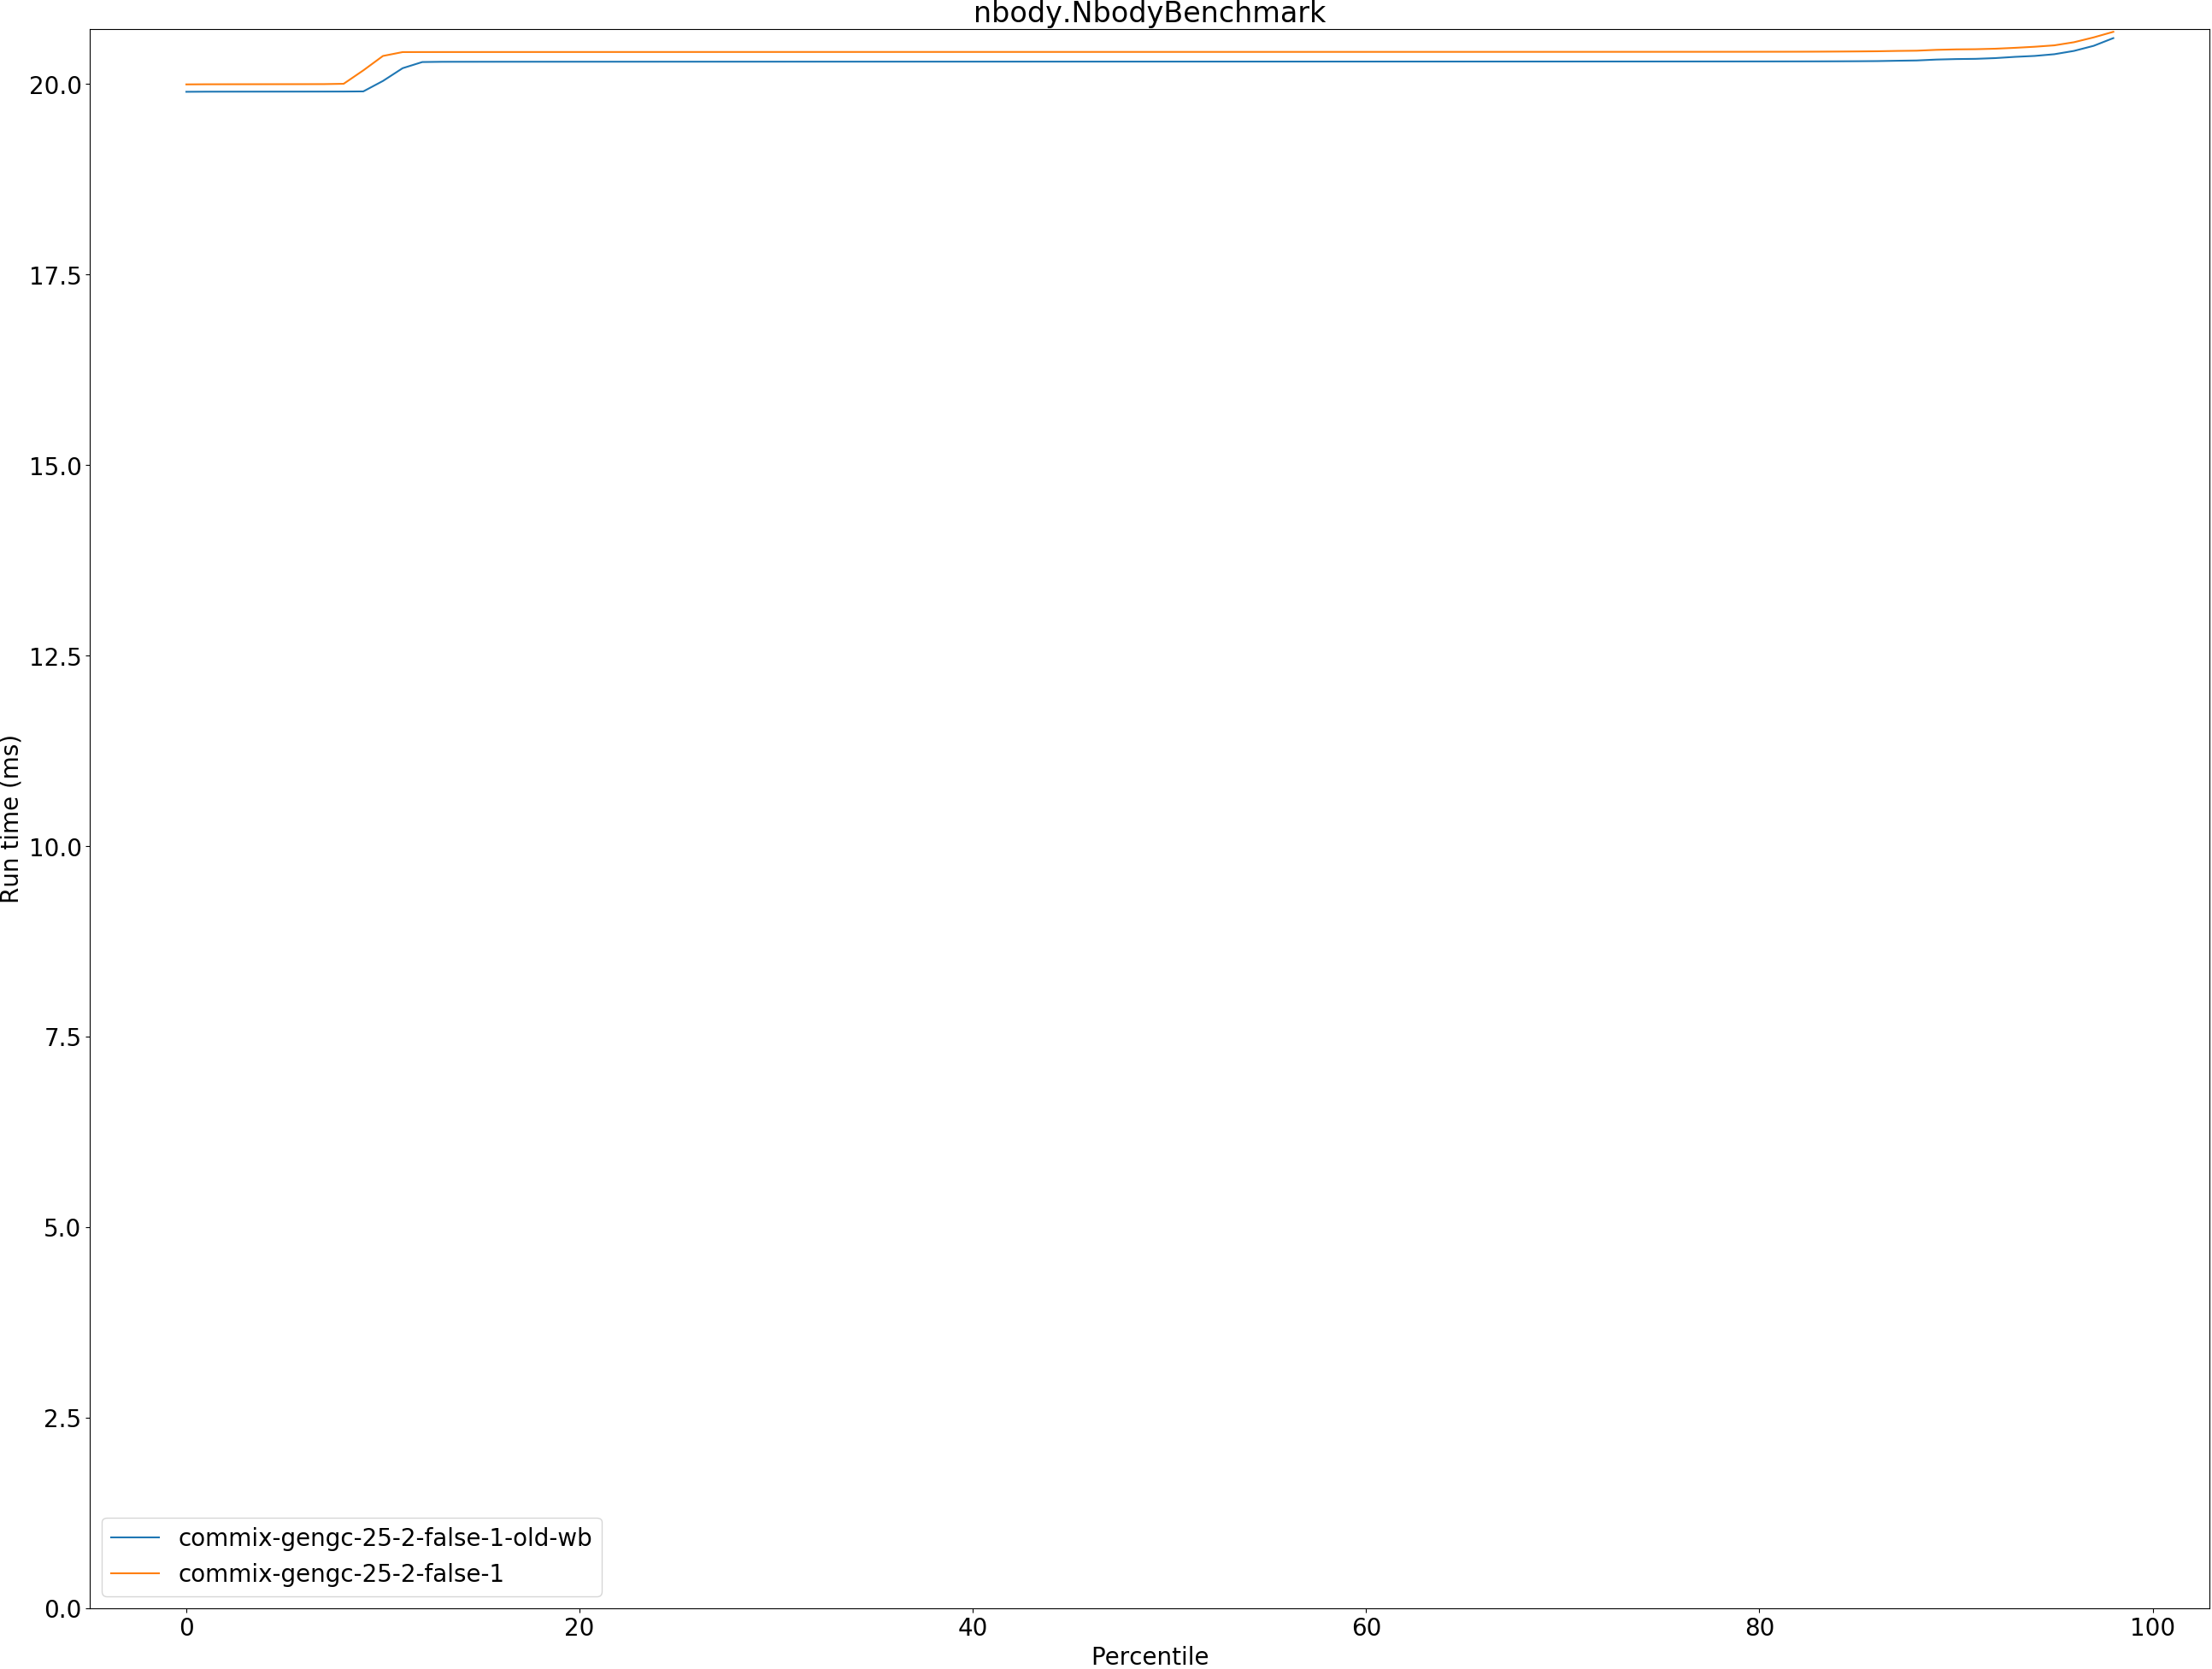 nbody.NbodyBenchmark
20.0
17.5
15.0
12.5
10.0
7.5
5.0
2.5
0.0
Run time (ms)
commix-gengc-25-2-false-1-old-wb
commix-gengc-25-2-false-1
0 20 40 60 80 100
Percentile